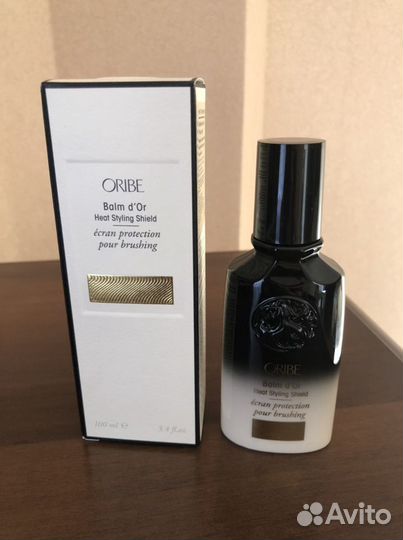 ORIBE
Balm d'Or
Heat Styling Shield
écran protection
pour brushing
100 ml ℮ 3.4 fl.oz.
ORIBE
Balm d'Or
Heat Styling Shield
écran protection
pour brushing
Avito